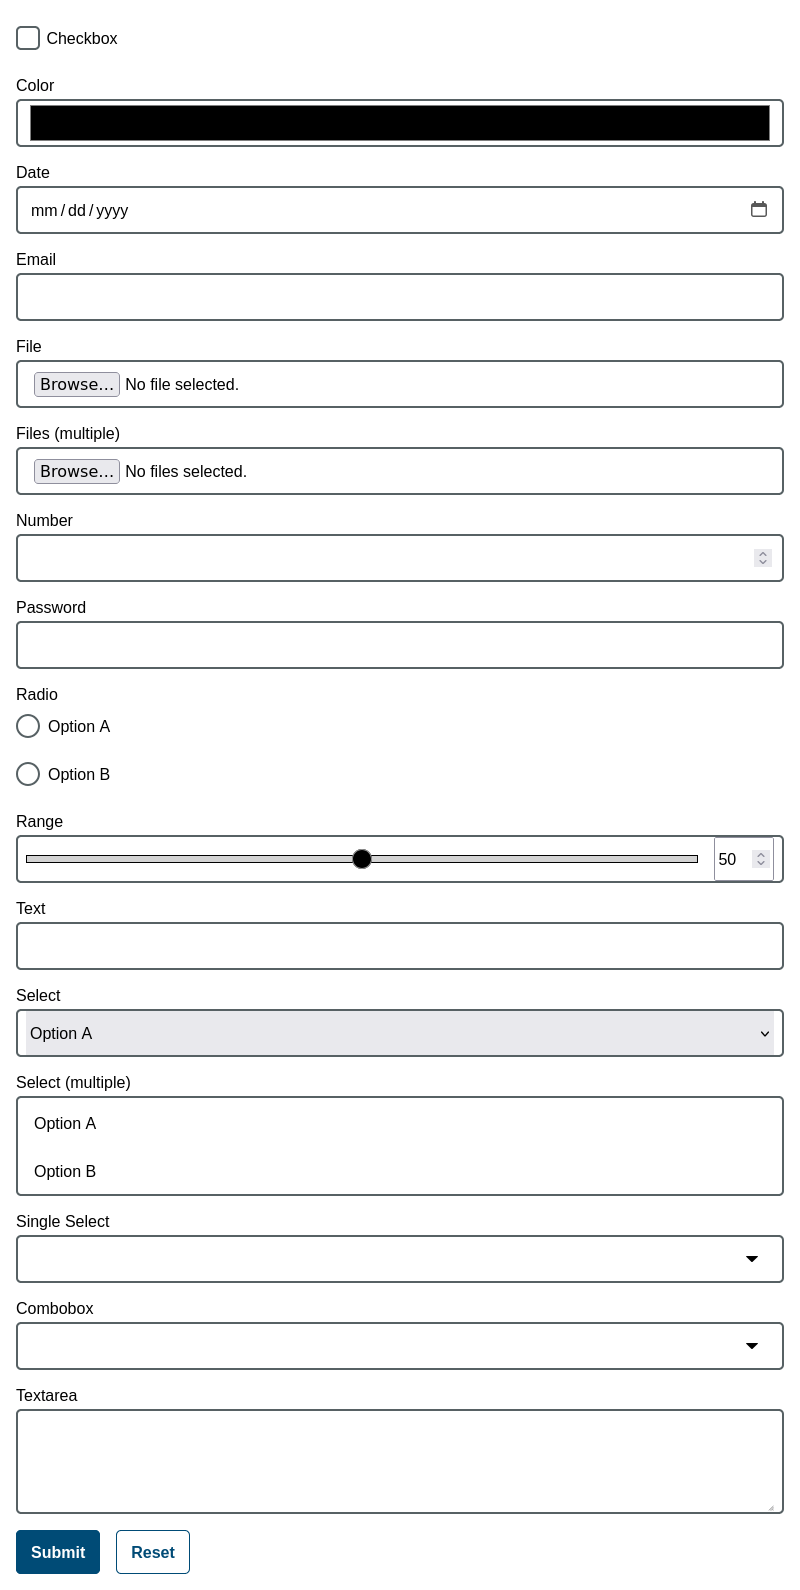 Checkbox
Color
Date
mm/dd/yyyy
Email
File
Browse... No file selected.
Files (multiple)
Browse... No files selected.
Number
Password
Radio
Option A
Option B
Range
50
Text
Select
Option A
Select (multiple)
Option A
Option B
Single Select
Combobox
Textarea
Submit Reset